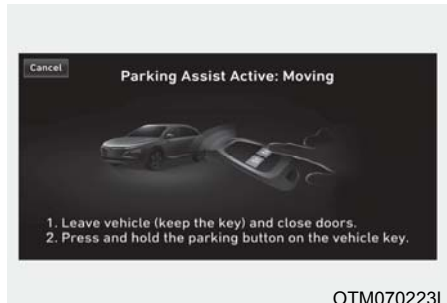 Cancel
Parking Assist Active: Moving
1. Leave vehicle (keep the key) and close doors.
2. Press and hold the parking button on the vehicle key.
OTM070223L